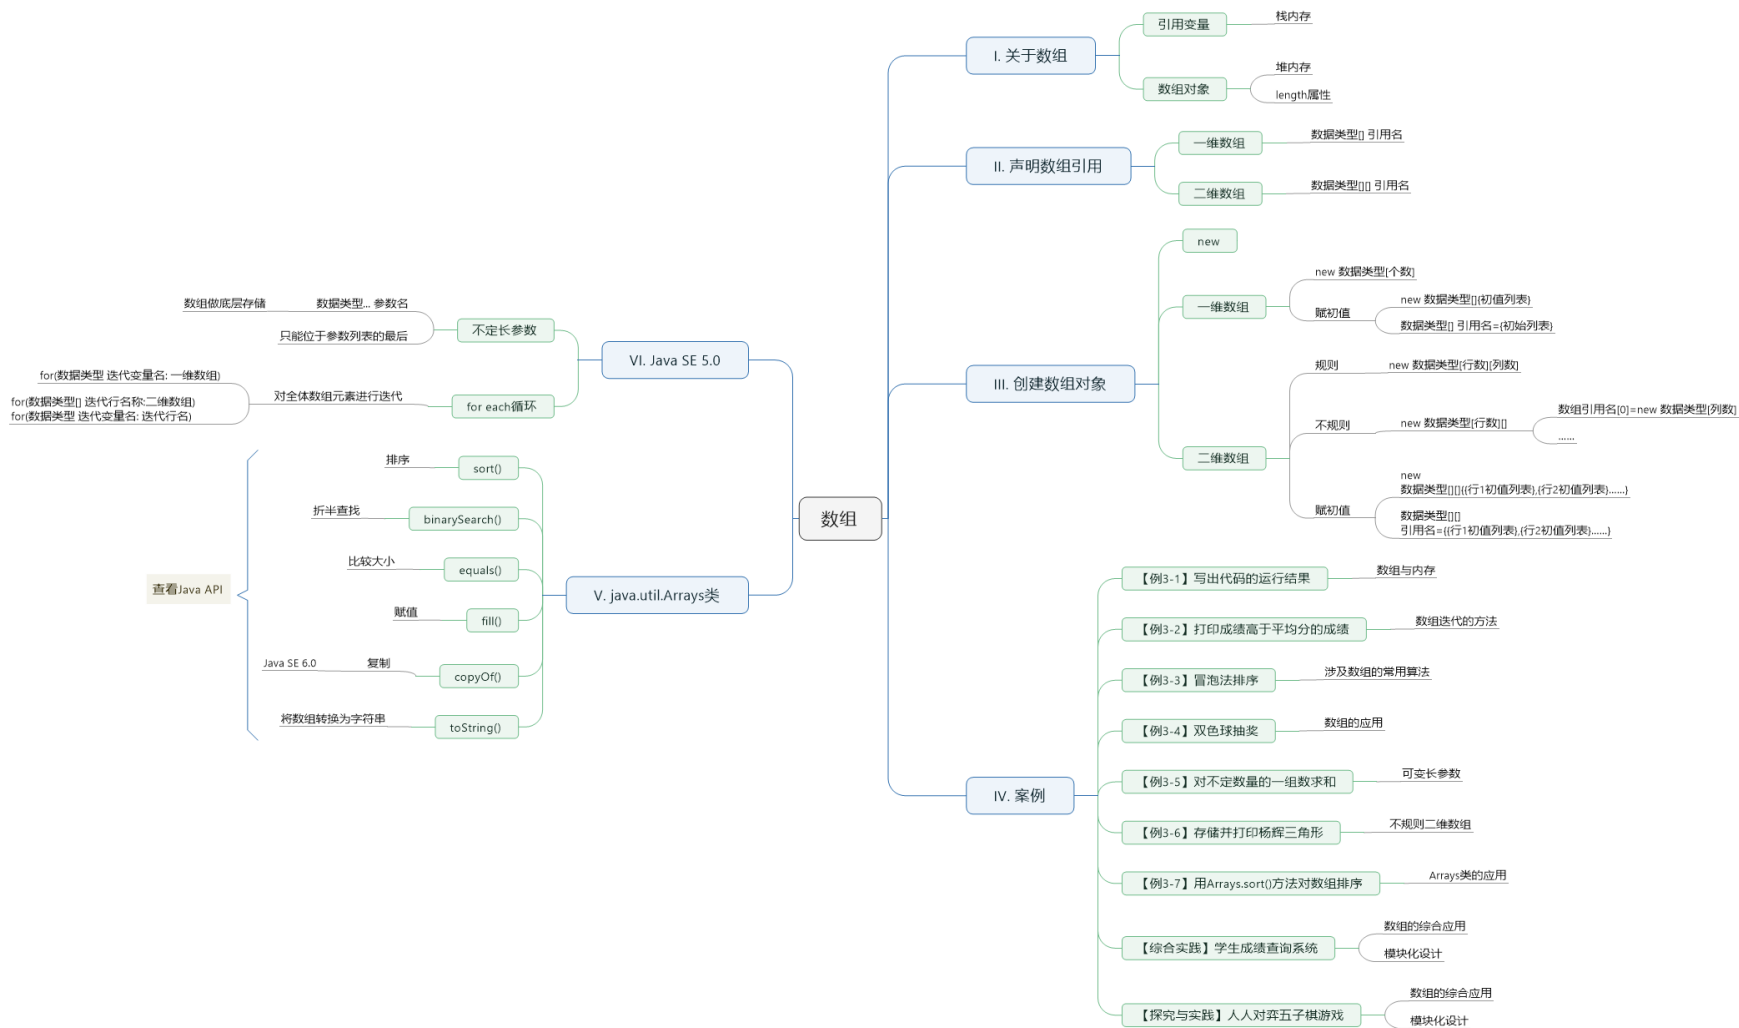 数组
I. 关于数组
引用变量
栈内存
数组对象
堆内存
length属性
II. 声明数组引用
一维数组
数据类型[] 引用名
二维数组
数据类型[][] 引用名
III. 创建数组对象
new
一维数组
new 数据类型[个数]
赋初值
new 数据类型[]{初值列表}
数据类型[] 引用名={初始列表}
二维数组
规则
new 数据类型[行数][列数]
不规则
new 数据类型[行数][]
数组引用名[0]=new 数据类型[列数]
……
赋初值
new
数据类型[][]{{行1初值列表},{行2初值列表}……}
数据类型[][]
引用名={{行1初值列表},{行2初值列表}……}
IV. 案例
【例3-1】写出代码的运行结果
数组与内存
【例3-2】打印成绩高于平均分的成绩
数组迭代的方法
【例3-3】冒泡法排序
涉及数组的常用算法
【例3-4】双色球抽奖
数组的应用
【例3-5】对不定数量的一组数求和
可变长参数
【例3-6】存储并打印杨辉三角形
不规则二维数组
【例3-7】用Arrays.sort()方法对数组排序
Arrays类的应用
【综合实践】学生成绩查询系统
数组的综合应用
模块化设计
【探究与实践】人人对弈五子棋游戏
数组的综合应用
模块化设计
V. java.util.Arrays类
sort()
排序
binarySearch()
折半查找
equals()
比较大小
fill()
赋值
copyOf()
复制
Java SE 6.0
toString()
将数组转换为字符串
查看Java API
VI. Java SE 5.0
不定长参数
数据类型... 参数名
数组做底层存储
只能位于参数列表的最后
for each循环
对全体数组元素进行迭代
for(数据类型 迭代变量名: 一维数组)
for(数据类型[] 迭代行名称:二维数组)
for(数据类型 迭代变量名: 迭代行名)